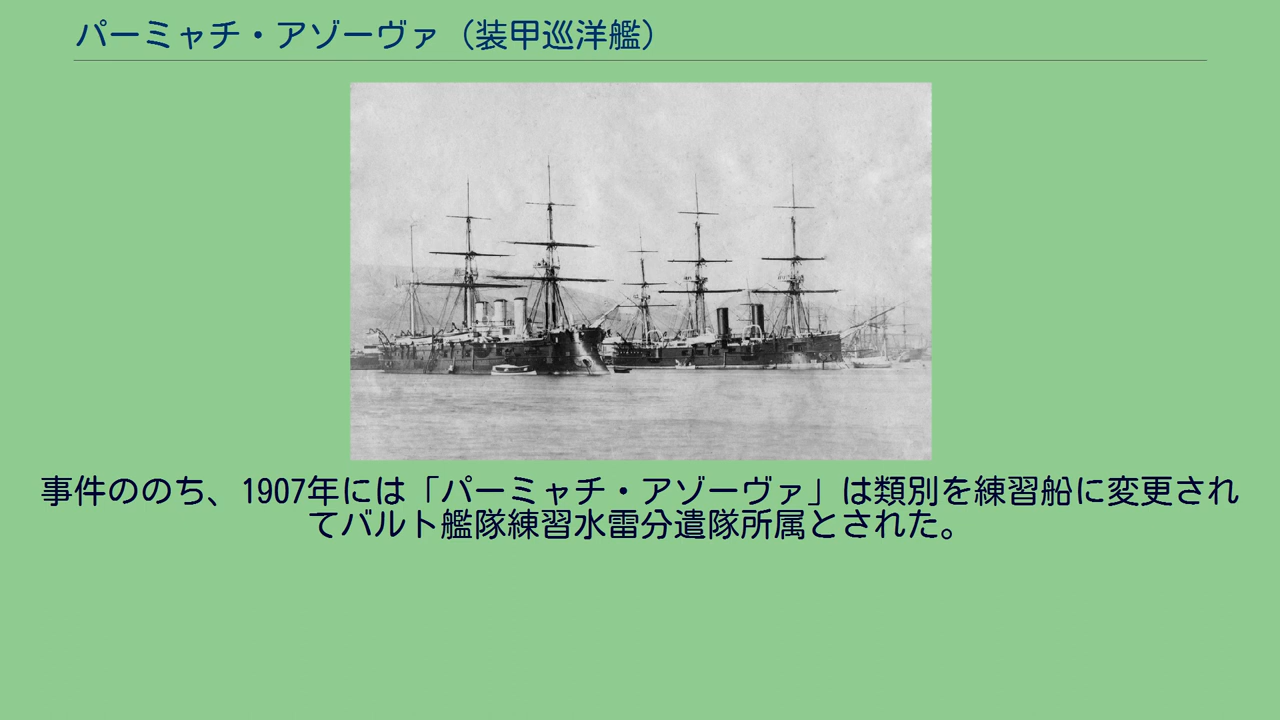 パーミャチ・アゾーヴァ（装甲巡洋艦）
事件ののち、1907年には「パーミャチ・アゾーヴァ」は類別を練習船に変更され
てバルト艦隊練習水雷分遣隊所属とされた。